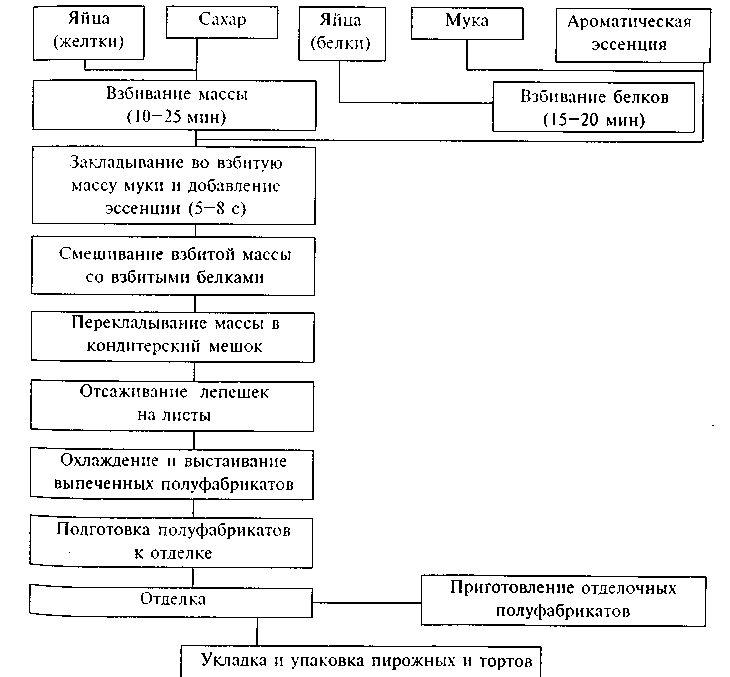 Яйца
(желтки)
Сахар
Яйца
(белки)
Мука
Ароматическая
эссенция
Взбивание массы
(10−25 мин)
Взбивание белков
(15−20 мин)
Закладывание во взбитую
массу муки и добавление
эссенции (5−8 с)
Смешивание взбитой массы
со взбитыми белками
Перекладывание массы в
кондитерский мешок
Отсаживание лепешек
на листы
Охлаждение и выстаивание
выпеченных полуфабрикатов
Подготовка полуфабрикатов
к отделке
Отделка
Приготовление отделочных
полуфабрикатов
Укладка и упаковка пирожных и тортов